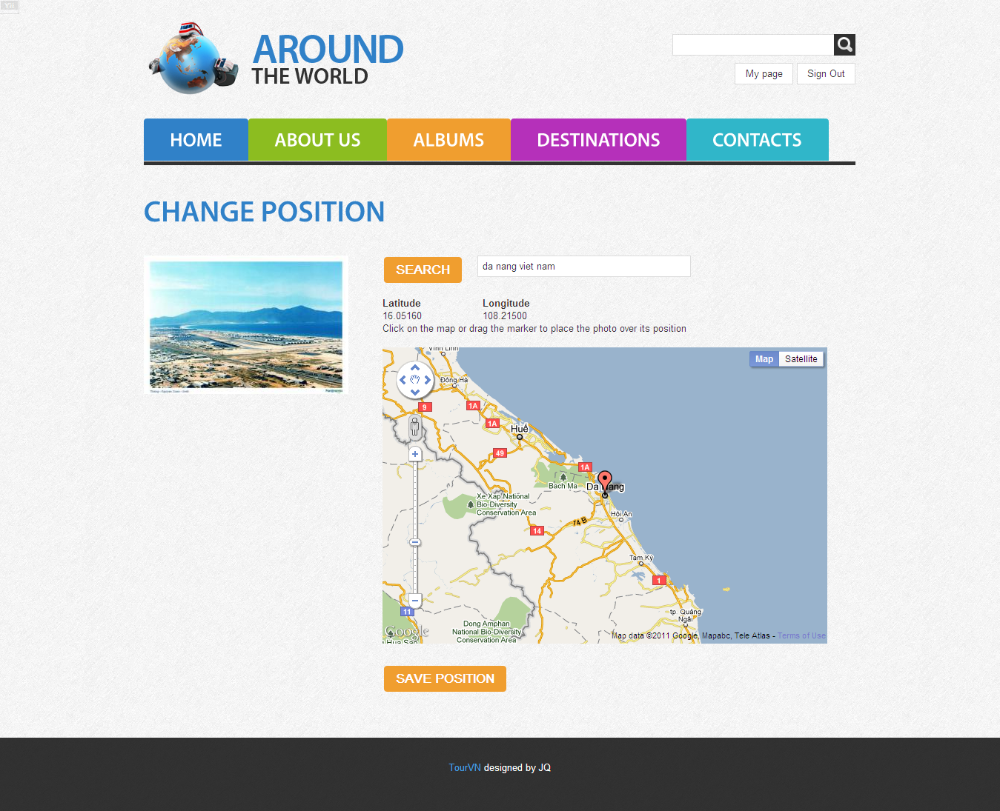 AROUND
THE WORLD
My page
Sign Out
HOME
ABOUT US
ALBUMS
DESTINATIONS
CONTACTS
CHANGE POSITION
SEARCH
da nang viet nam
Latitude
Longitude
16.05160
108.21500
Click on the map or drag the marker to place the photo over its position
Map
Satellite
Vĩnh Linh
Đông Hà
9
1A
1A
Huế
49
1A
Bach Ma
Da Nang
Xe Xap National
Bio-Diversity
Conservation Area
Hội An
14 B
14
Tam Kỳ
1
11
tp. Quảng
Ngãi
Dong Amphan
National Bio-Diversity
Conservation Area
Google
Hua Sao
Map data ©2011 Google, Mapabc, Tele Atlas - Terms of Use
SAVE POSITION
TourVN designed by JQ